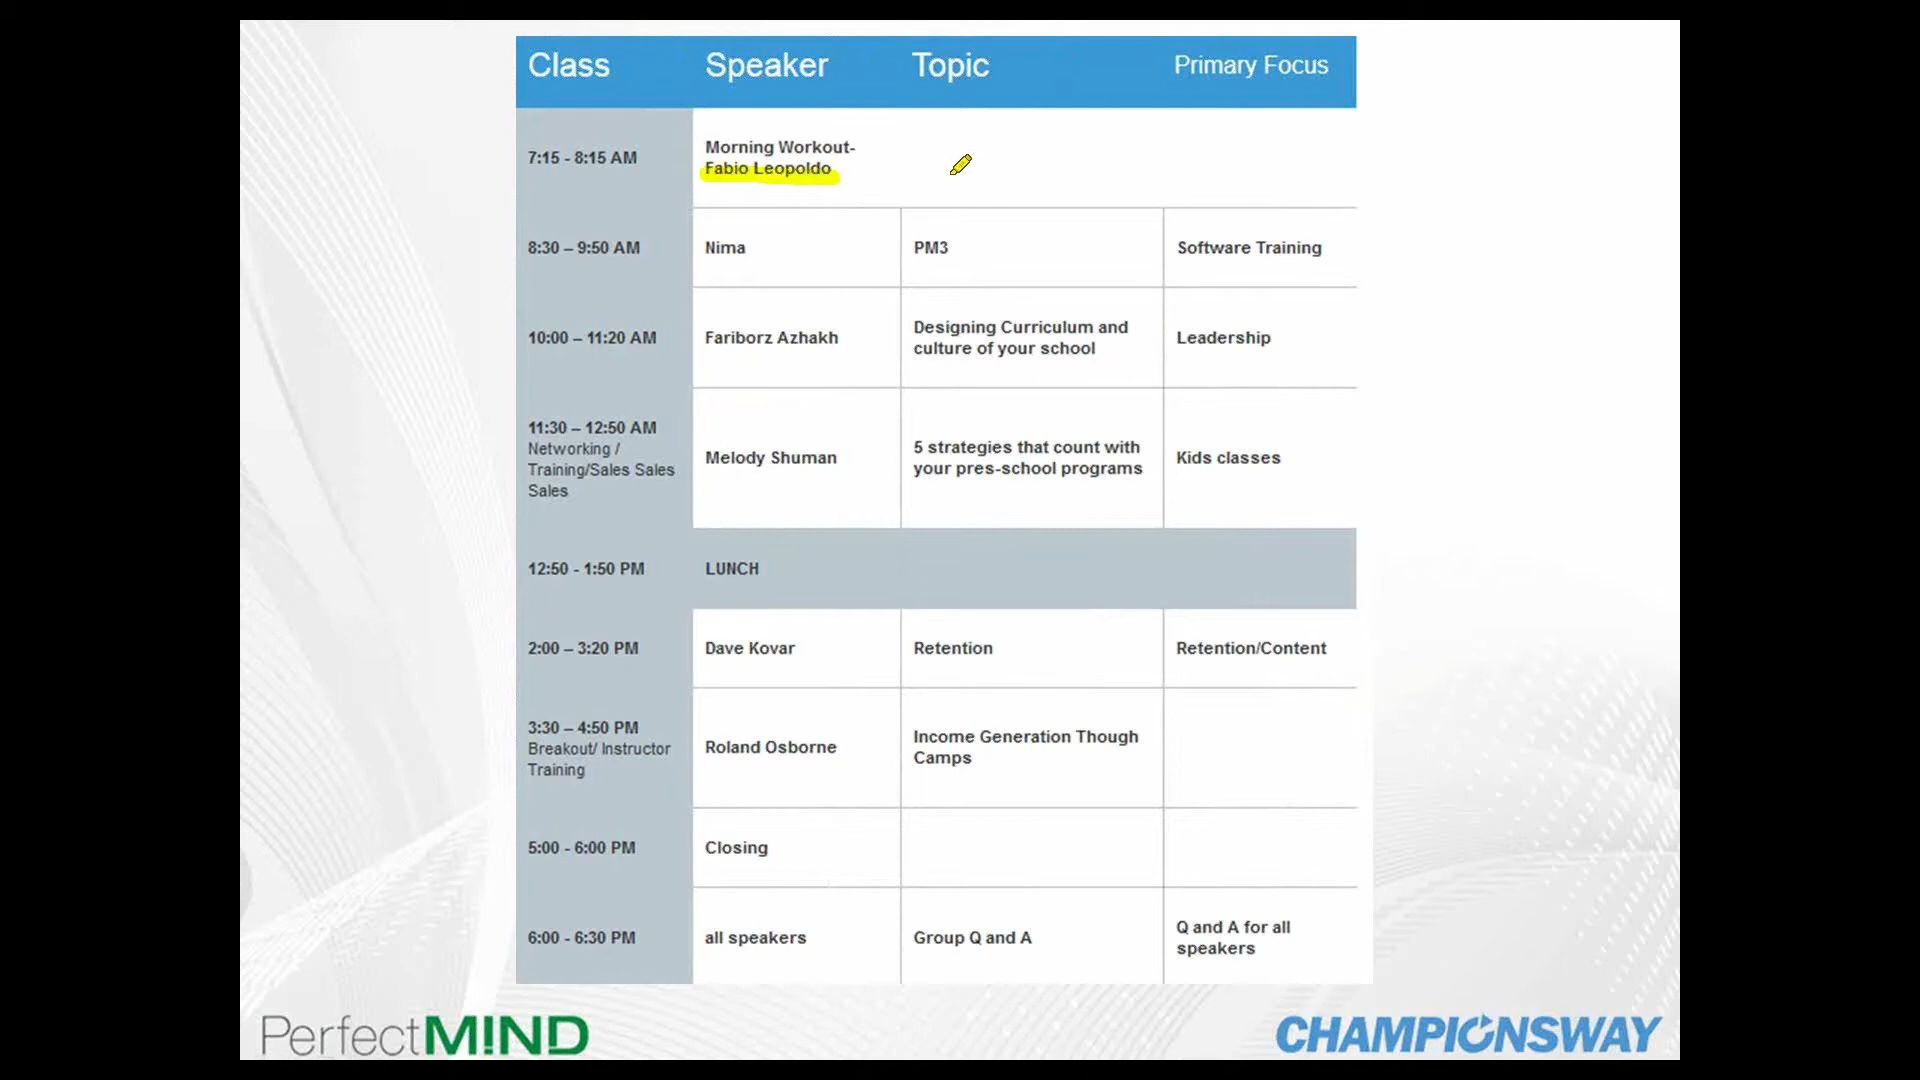 Class Speaker Topic Primary Focus
7:15 - 8:15 AM
Morning Workout-
Fabio Leopoldo
8:30 – 9:50 AM
Nima
PM3
Software Training
10:00 – 11:20 AM
Fariborz Azhakh
Designing Curriculum and
culture of your school
Leadership
11:30 – 12:50 AM
Networking /
Training/Sales Sales
Sales
Melody Shuman
5 strategies that count with
your pres-school programs
Kids classes
12:50 - 1:50 PM
LUNCH
2:00 – 3:20 PM
Dave Kovar
Retention
Retention/Content
3:30 – 4:50 PM
Breakout/ Instructor
Training
Roland Osborne
Income Generation Though
Camps
5:00 - 6:00 PM
Closing
6:00 - 6:30 PM
all speakers
Group Q and A
Q and A for all
speakers
PerfectM!ND
CHAMPIONSWAY